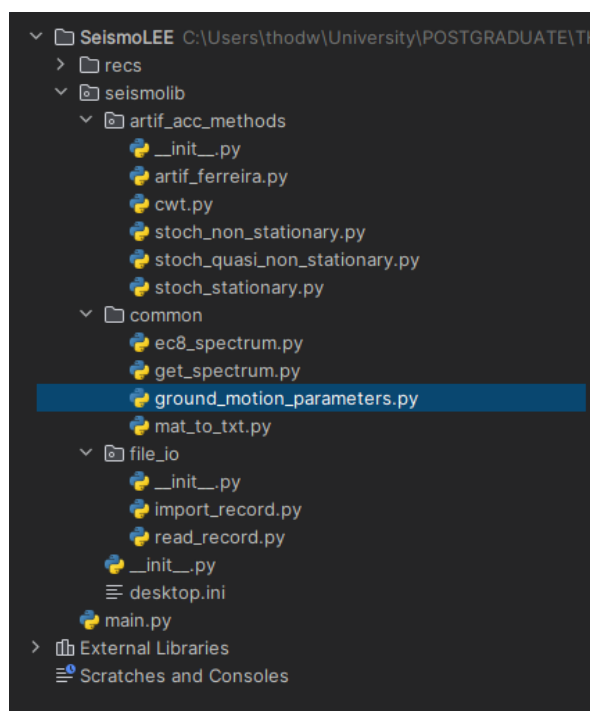 SeismoLEE C:\Users\thodw\University\POSTGRADUATE\TH
recs
seismolib
artif_acc_methods
__init__.py
artif_ferreira.py
cwt.py
stoch_non_stationary.py
stoch_quasi_non_stationary.py
stoch_stationary.py
common
ec8_spectrum.py
get_spectrum.py
ground_motion_parameters.py
mat_to_txt.py
file_io
__init__.py
import_record.py
read_record.py
__init__.py
desktop.ini
main.py
External Libraries
Scratches and Consoles